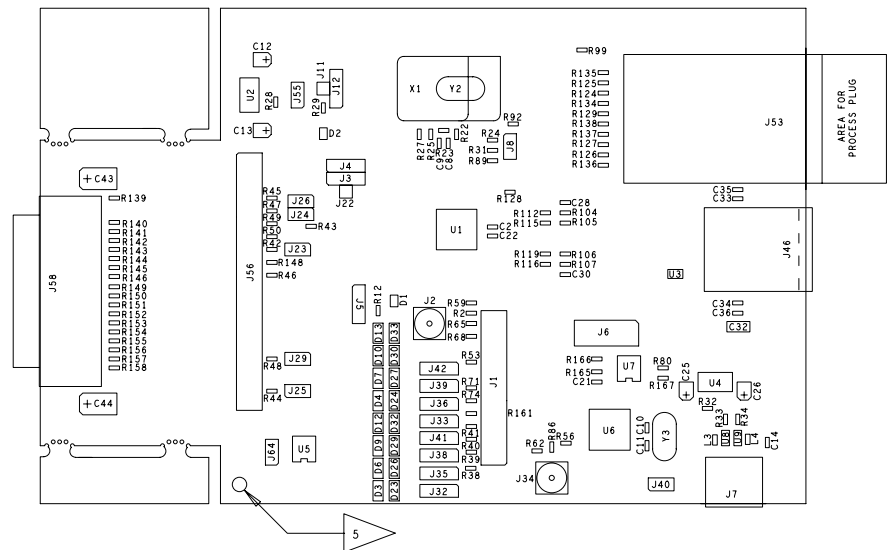 C12
U2
R28
J55
J11
J12
R29
C13
D2
X1
Y2
R99
R135
R125
R124
R134
R129
R138
R137
R127
R126
R136
J53
AREA FOR
PROCESS PLUG
R92
R24
R31
R89
J8
R27
R25
C9
R23
C8
R22
C43
R139
J4
J3
J22
R128
R45
R47
R49
R50
R42
J26
J24
R43
J23
R148
R46
J56
J58
R140
R141
R142
R143
R144
R145
R146
R149
R150
R151
R152
R153
R154
R155
R156
R157
R158
C44
U1
C2
C22
R112
R115
C28
R104
R105
R119
R116
R106
R107
C30
C35
C33
J46
U3
C34
C36
C32
J5
R12
D1
J2
R59
R2
R65
R68
J6
R53
D13
D33
D10
D30
D7
D27
D4
D24
D12
D32
D9
D29
D6
D26
D3
D23
J42
J39
J36
J33
J41
J38
J35
J32
R71
R74
R41
R40
R39
R38
J1
R161
R48
J29
R44
J25
J64
U5
R166
R165
C21
U7
R80
R167
C25
U4
C26
R32
R33
R34
L3
U8
U9
L4
C14
R62
R86
R56
J34
U6
C10
C11
Y3
J40
J7
5